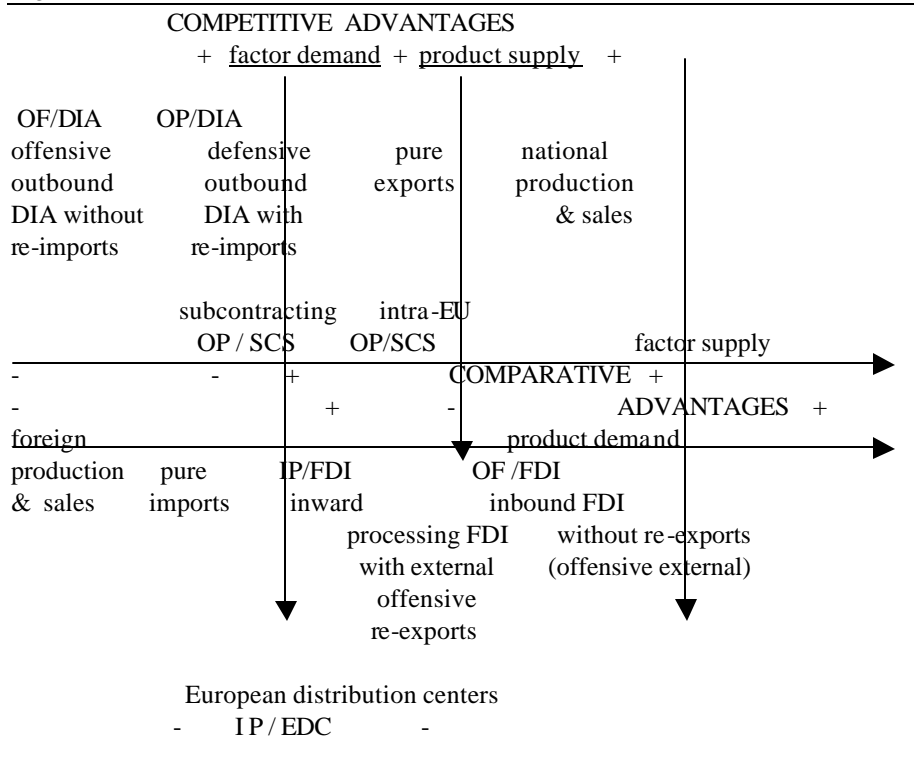 COMPETITIVE ADVANTAGES
+ factor demand + product supply +
OF/DIA OP/DIA
offensive defensive pure national
outbound outbound exports production
DIA without DIA with & sales
re-imports re-imports
subcontracting intra-EU
OP / SCS OP/SCS factor supply
- - + COMPARATIVE +
- + - ADVANTAGES +
foreign product demand
production pure IP/FDI OF /FDI
& sales imports inward inbound FDI
processing FDI without re-exports
with external (offensive external)
offensive
re-exports
European distribution centers
- I P / EDC -